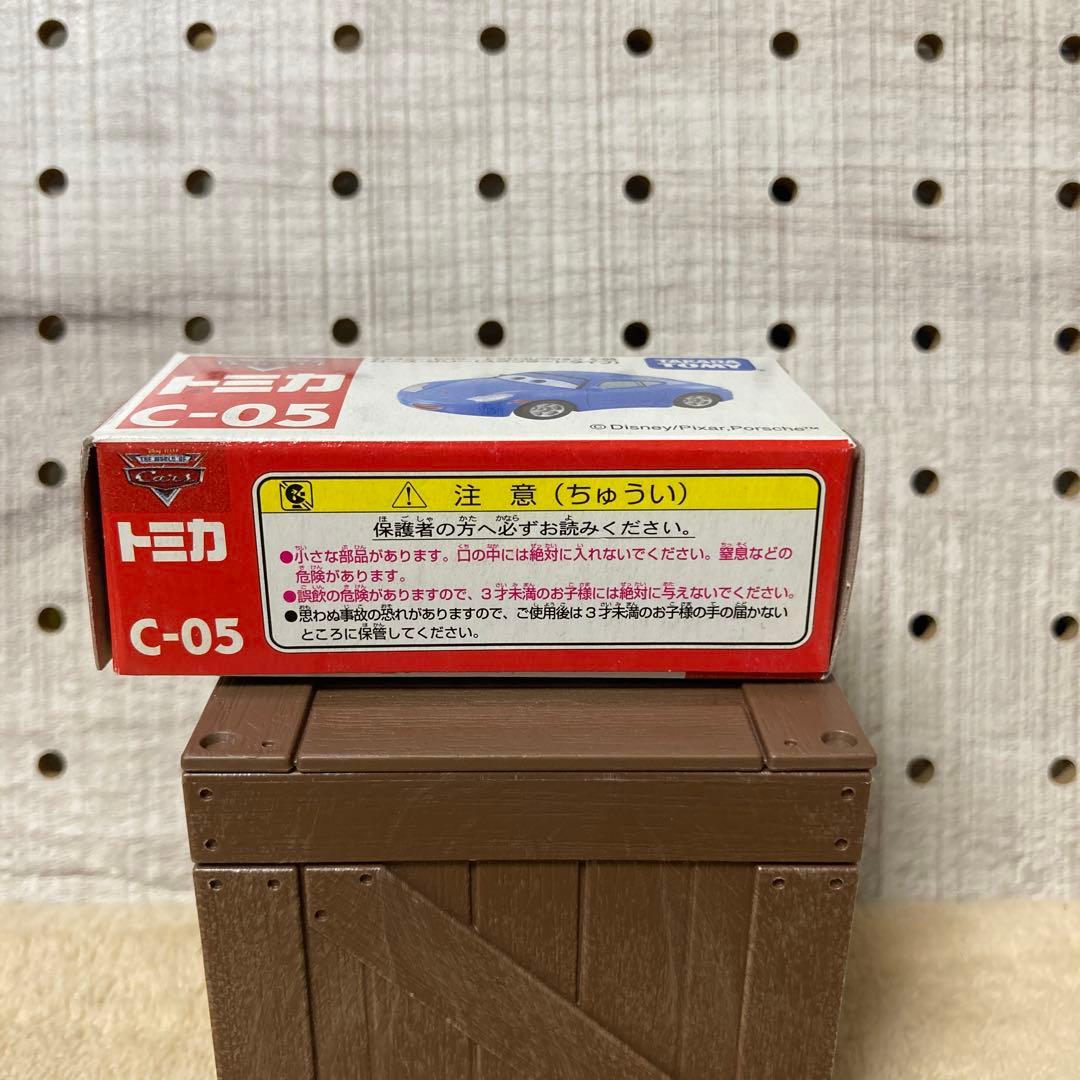 トミカ
C-05
TAKARA
TOMY
©Disney/Pixar,Porsche™
THE WORLD OF
Cars
トミカ
C-05
注意（ちゅうい）
保護者の方へ必ずお読みください。
●小さな部品があります。口の中には絶対に入れないでください。窒息などの
危険があります。
●誤飲の危険がありますので、3才未満のお子様には絶対に与えないでください。
●思わぬ事故の恐れがありますので、ご使用後は3才未満のお子様の手の届かない
ところに保管してください。